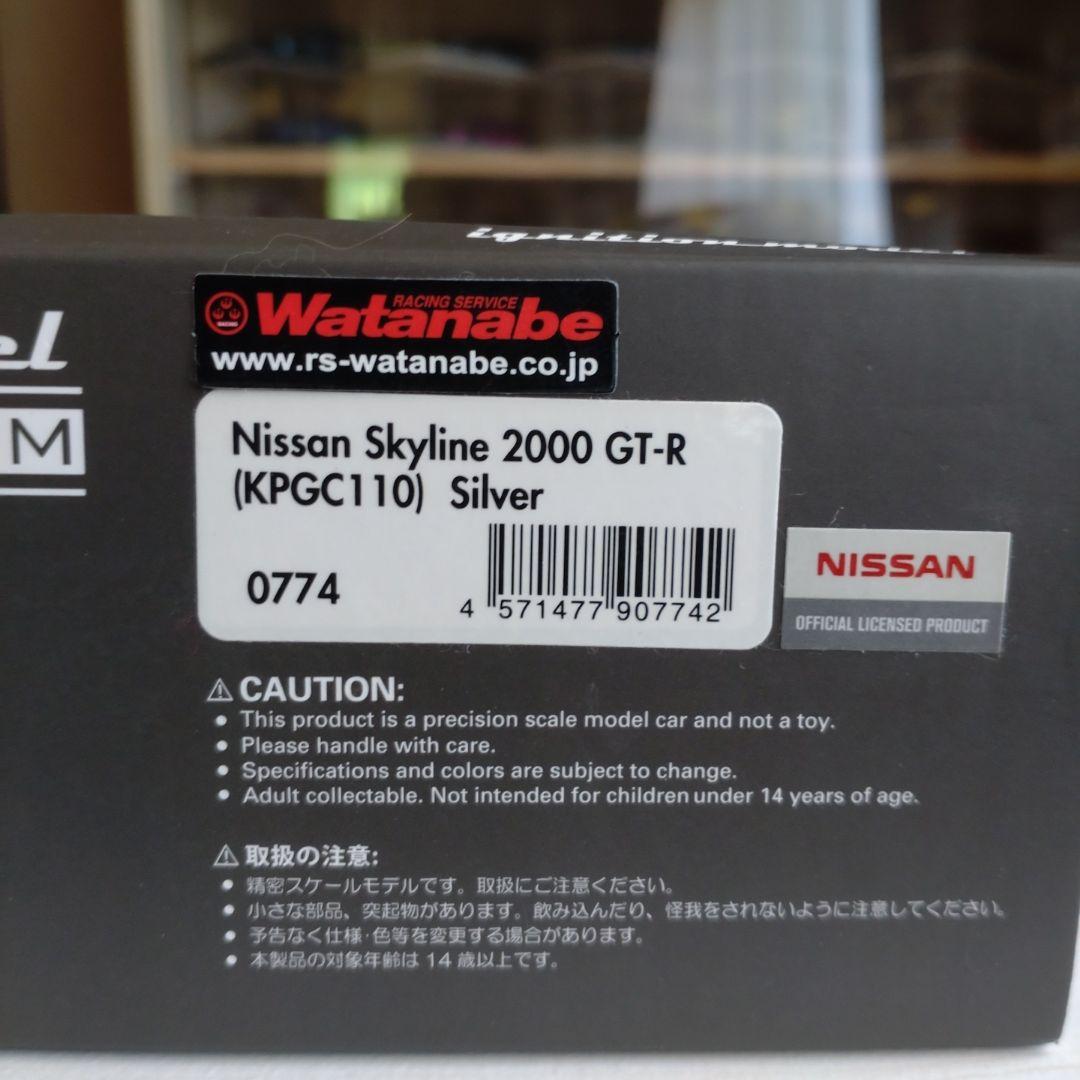 ignition model
el
M
RACING SERVICE
Watanabe
RACING
www.rs-watanabe.co.jp
Nissan Skyline 2000 GT-R
(KPGC110) Silver
0774
4 571477 907742
NISSAN
OFFICIAL LICENSED PRODUCT
⚠ CAUTION:
• This product is a precision scale model car and not a toy.
• Please handle with care.
• Specifications and colors are subject to change.
• Adult collectable. Not intended for children under 14 years of age.
⚠ 取扱の注意:
• 精密スケールモデルです。取扱にご注意ください。
• 小さな部品、突起物があります。飲み込んだり、怪我をされないように注意してください。
• 予告なく仕様・色等を変更する場合があります。
• 本製品の対象年齢は 14 歳以上です。